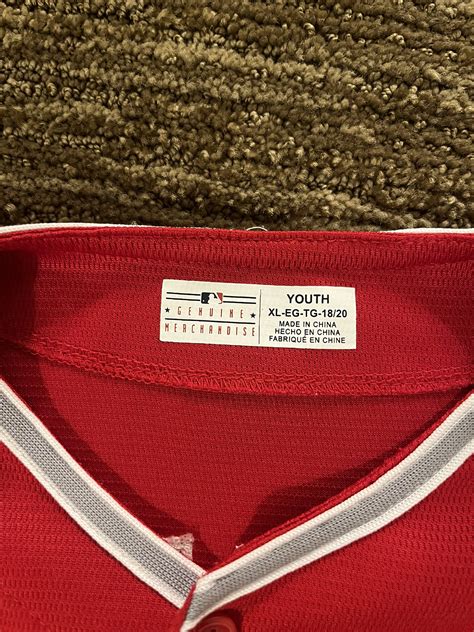 GENUINE
MERCHANDISE
YOUTH
XL-EG-TG-18/20
MADE IN CHINA
HECHO EN CHINA
FABRIQUÉ EN CHINE